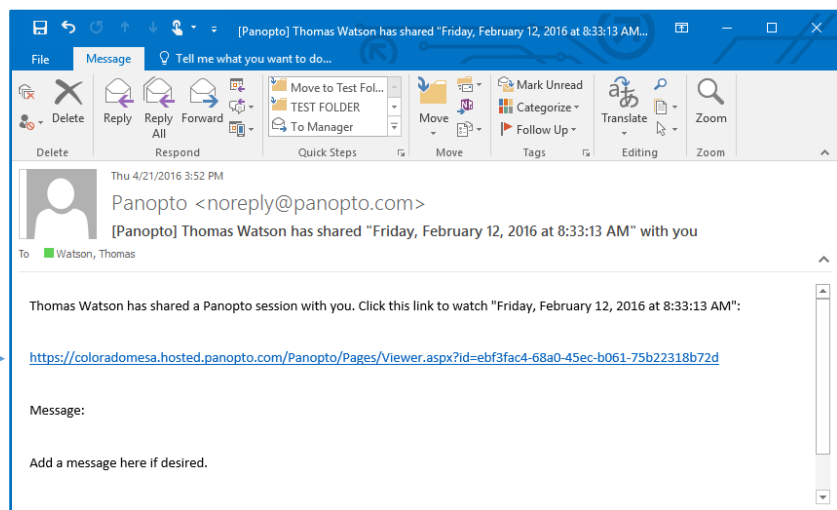 [Panopto] Thomas Watson has shared "Friday, February 12, 2016 at 8:33:13 AM...
File Message Tell me what you want to do...
Delete
Reply
Reply All
Forward
Move to Test Fol...
TEST FOLDER
To Manager
Move
Mark Unread
Categorize
Follow Up
Translate
Zoom
Delete Respond Quick Steps Move Tags Editing Zoom
Thu 4/21/2016 3:52 PM
Panopto <noreply@panopto.com>
[Panopto] Thomas Watson has shared "Friday, February 12, 2016 at 8:33:13 AM" with you
To Watson, Thomas
Thomas Watson has shared a Panopto session with you. Click this link to watch "Friday, February 12, 2016 at 8:33:13 AM":
https://coloradomesa.hosted.panopto.com/Panopto/Pages/Viewer.aspx?id=ebf3fac4-68a0-45ec-b061-75b22318b72d
Message:
Add a message here if desired.